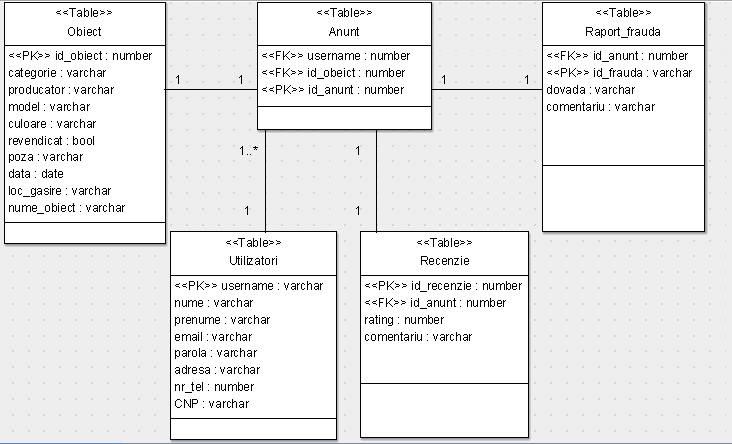 <<Table>>
Obiect
<<PK>> id_obiect : number
categorie : varchar
producator : varchar
model : varchar
culoare : varchar
revendicat : bool
poza : varchar
data : date
loc_gasire : varchar
nume_obiect : varchar
<<Table>>
Anunt
<<FK>> username : number
<<FK>> id_obeict : number
<<PK>> id_anunt : number
<<Table>>
Raport_frauda
<<FK>> id_anunt : number
<<PK>> id_frauda : varchar
dovada : varchar
comentariu : varchar
1
1
1
1
1..*
1
1
1
<<Table>>
Utilizatori
<<PK>> username : varchar
nume : varchar
prenume : varchar
email : varchar
parola : varchar
adresa : varchar
nr_tel : number
CNP : varchar
<<Table>>
Recenzie
<<PK>> id_recenzie : number
<<FK>> id_anunt : number
rating : number
comentariu : varchar